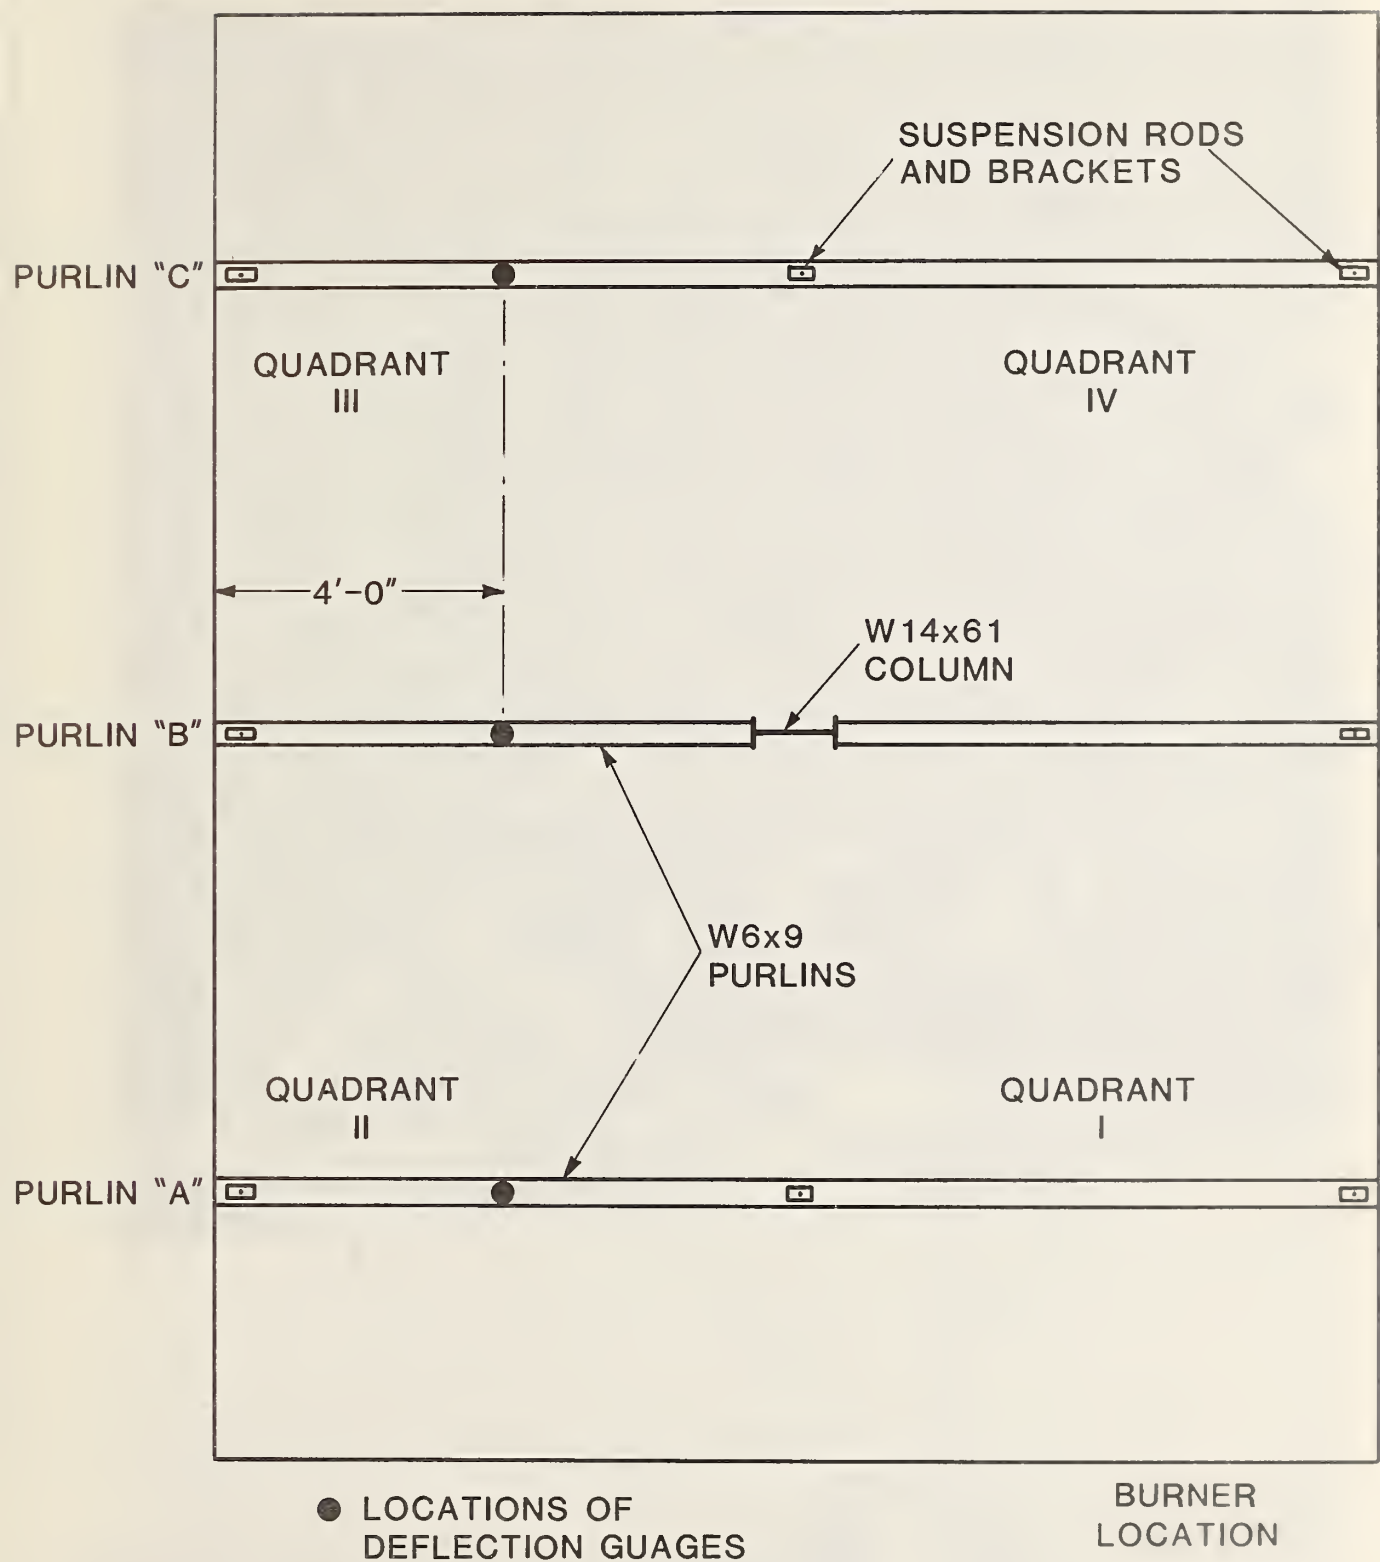 SUSPENSION RODS
AND BRACKETS
PURLIN "C"
QUADRANT
III
QUADRANT
IV
4'-0"
W14x61
COLUMN
PURLIN "B"
W6x9
PURLINS
QUADRANT
II
QUADRANT
I
PURLIN "A"
LOCATIONS OF
DEFLECTION GUAGES
BURNER
LOCATION